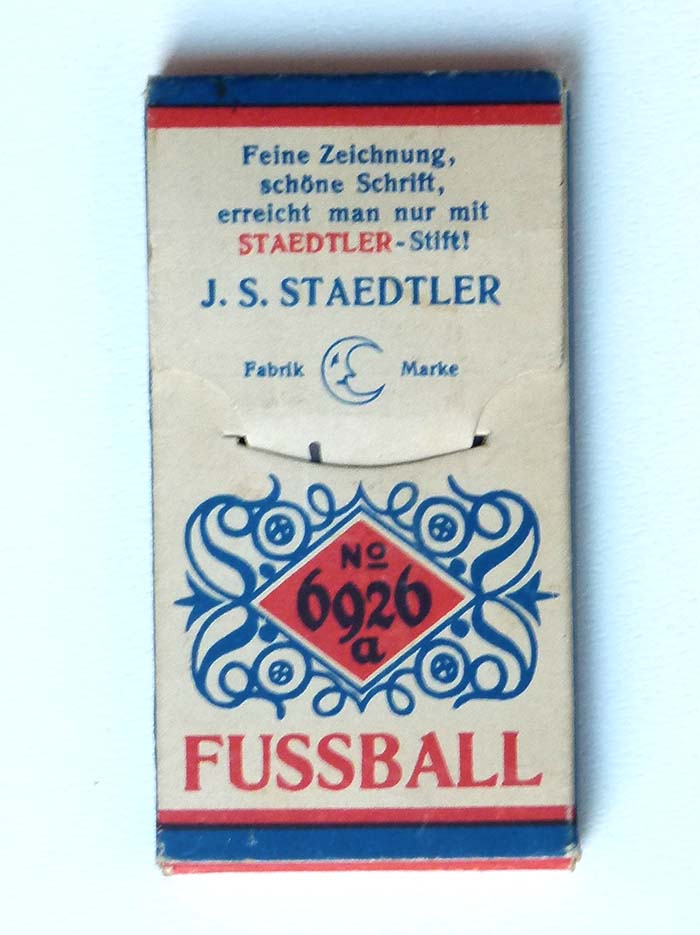 Feine Zeichnung,
schöne Schrift,
erreicht man nur mit
STAEDTLER-Stift!
J. S. STAEDTLER
Fabrik Marke
No
6926
a
FUSSBALL